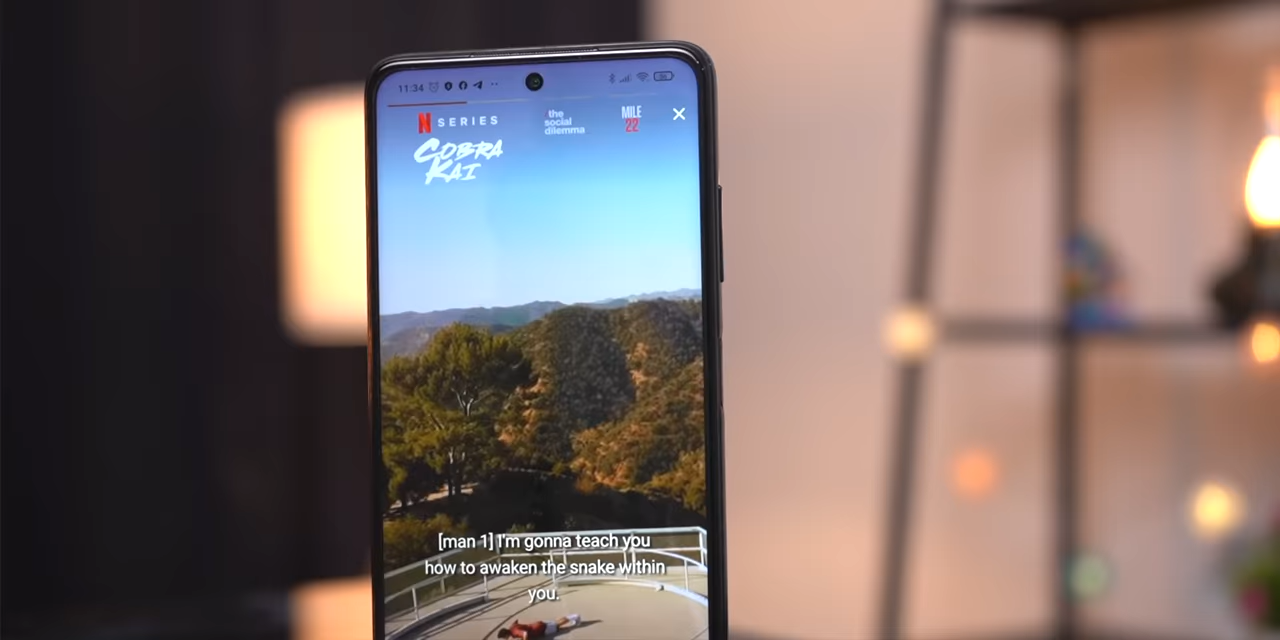 11:34
N SERIES
COBRA
KAI
the
social
dilemma
MILE
22
[man 1] I'm gonna teach you
how to awaken the snake within
you.